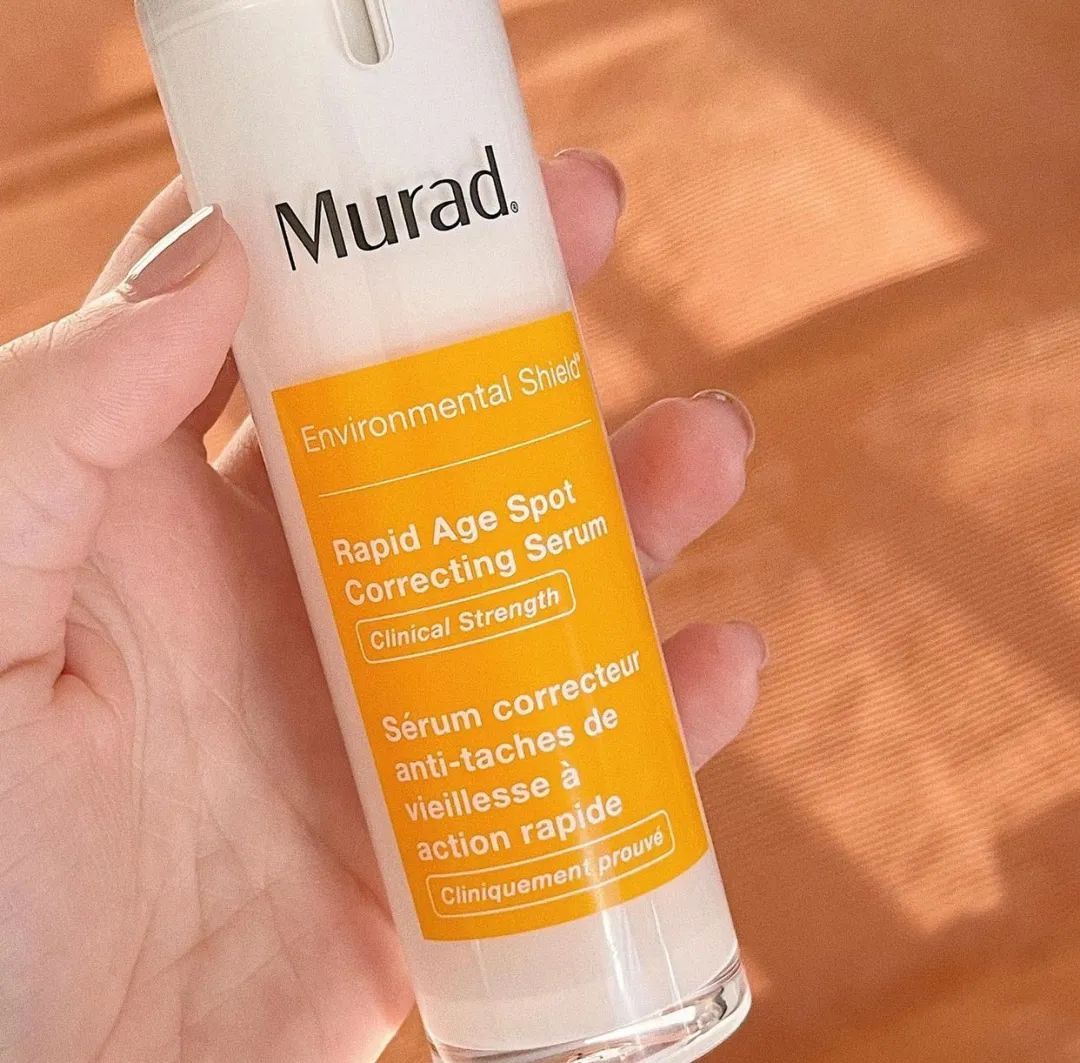 Murad®
Environmental Shield™
Rapid Age Spot
Correcting Serum
Clinical Strength
Sérum correcteur
anti-taches de
vieillesse à
action rapide
Cliniquement prouvé